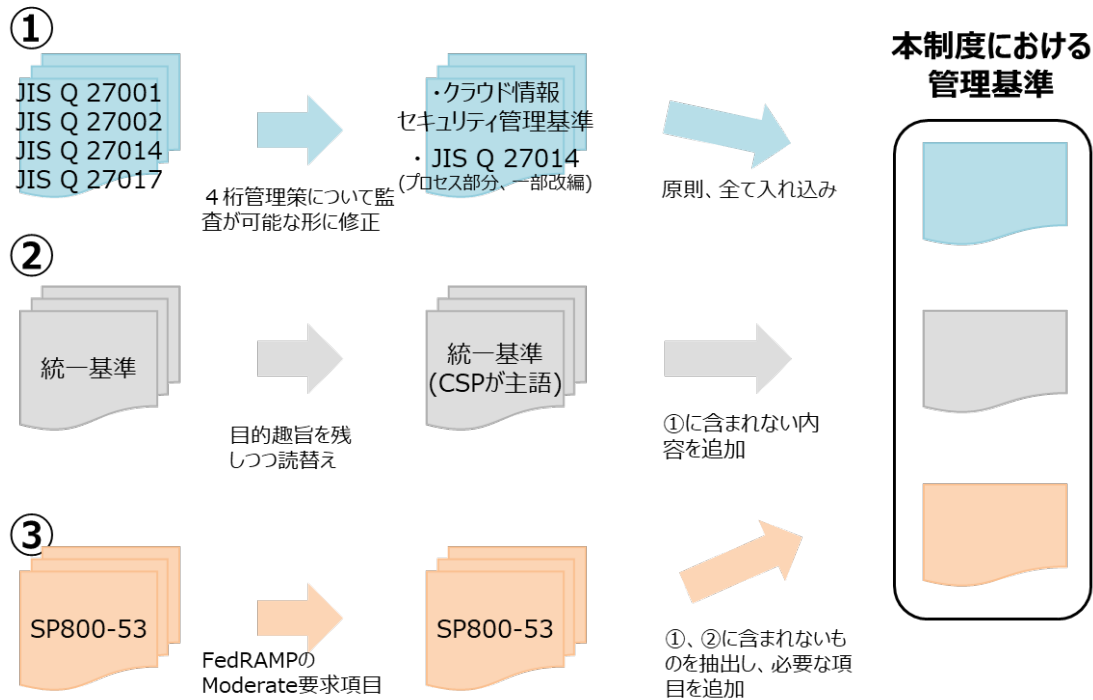 ①
JIS Q 27001
JIS Q 27002
JIS Q 27014
JIS Q 27017
４桁管理策について監
査が可能な形に修正
・クラウド情報
セキュリティ管理基準
・ JIS Q 27014
(プロセス部分、一部改編)
原則、全て入れ込み
本制度における
管理基準
②
統一基準
目的趣旨を残
しつつ読替え
統一基準
(CSPが主語)
①に含まれない内
容を追加
③
SP800-53
FedRAMPの
Moderate要求項目
SP800-53
①、②に含まれないも
のを抽出し、必要な項
目を追加